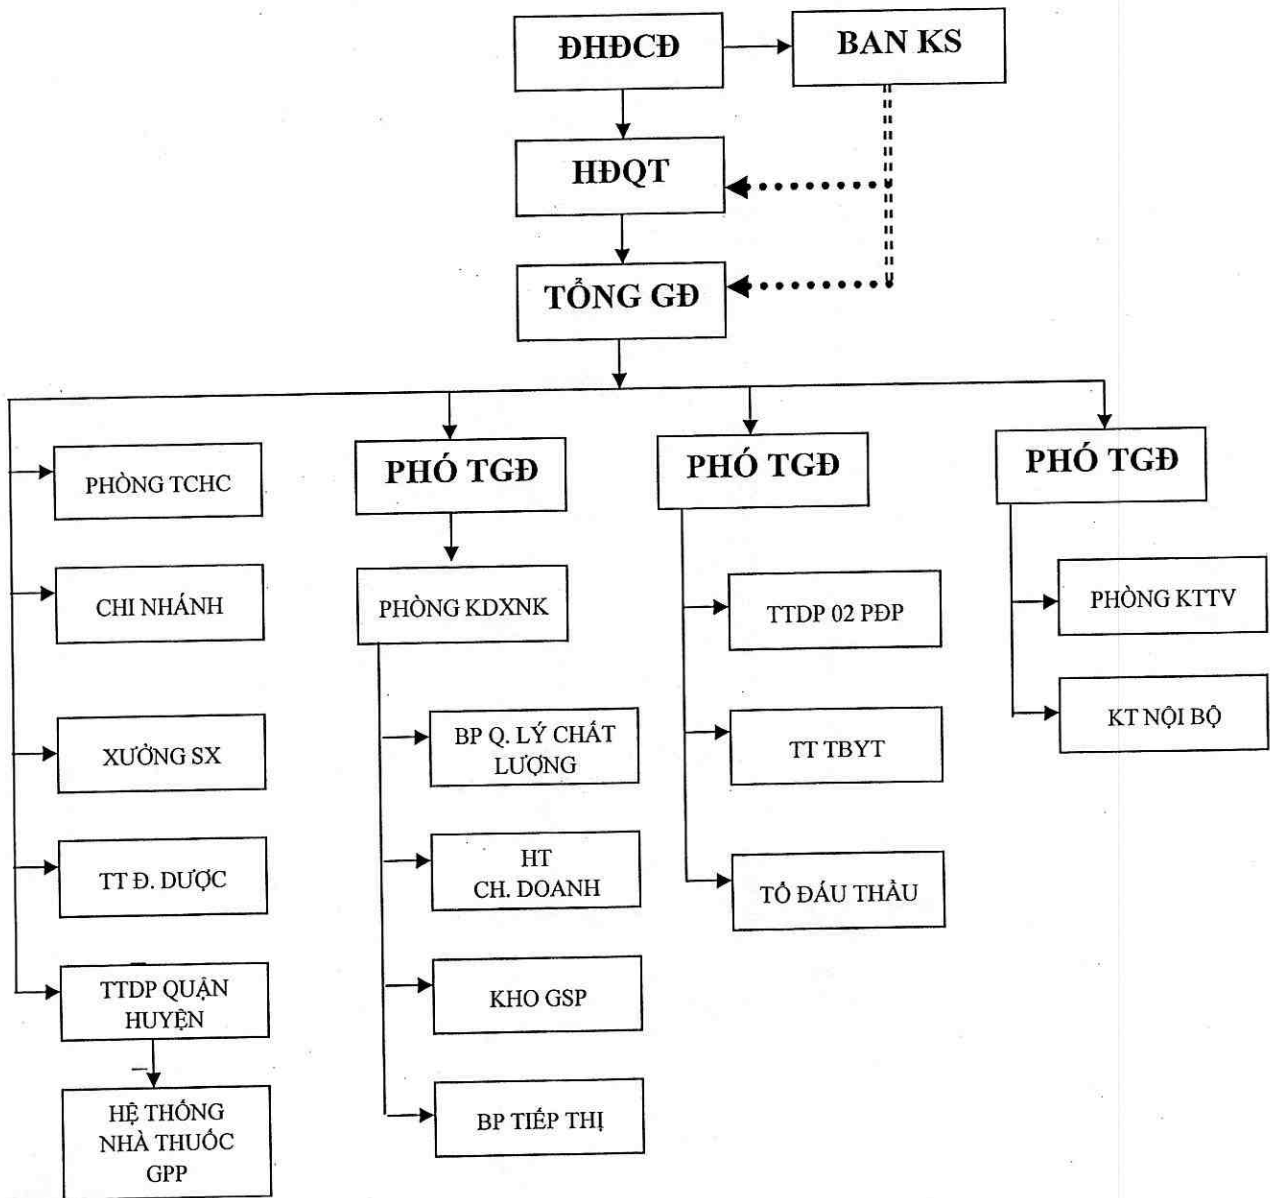 ĐHĐCĐ
BAN KS
HĐQT
TỔNG GĐ
PHÒNG TCHC
CHI NHÁNH
XƯỞNG SX
TT Đ. DƯỢC
TTDP QUẬN
HUYỆN
HỆ THỐNG
NHÀ THUỐC
GPP
PHÓ TGĐ
PHÒNG KDXNK
BP Q. LÝ CHẤT
LƯỢNG
HT
CH. DOANH
KHO GSP
BP TIẾP THỊ
PHÓ TGĐ
TTDP 02 PĐP
TT TBYT
TỔ ĐẤU THẦU
PHÓ TGĐ
PHÒNG KTTV
KT NỘI BỘ